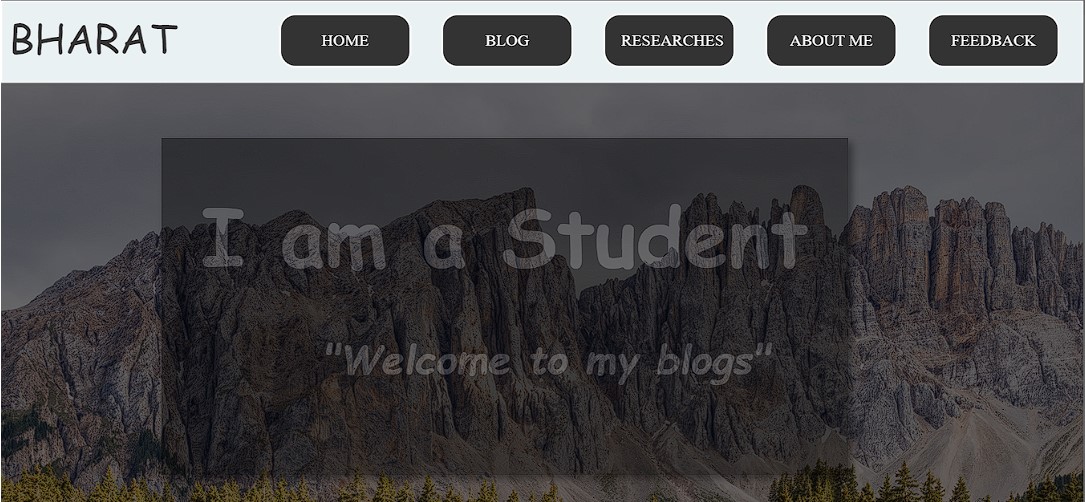 BHARAT
HOME
BLOG
RESEARCHES
ABOUT ME
FEEDBACK
I am a Student
"Welcome to my blogs"